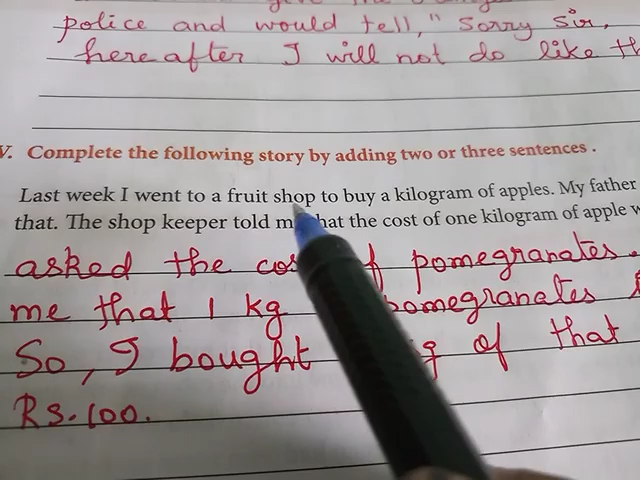 police and would tell, " Sorry Sir,
here after I will not do like
V. Complete the following story by adding two or three sentences .
Last week I went to a fruit shop to buy a kilogram of apples. My father
that. The shop keeper told that the cost of one kilogram of apple
asked the of pomegranates.
me that 1 kg pomegranates
So, I bought of that
Rs.100.